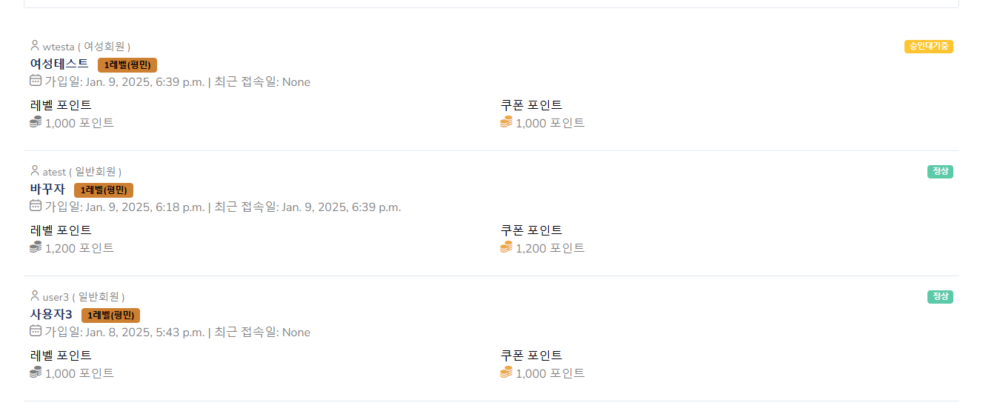 wtesta ( 여성회원 ) 승인대기중
여성테스트 1레벨(평민)
가입일: Jan. 9, 2025, 6:39 p.m. | 최근 접속일: None
레벨 포인트 쿠폰 포인트
1,000 포인트 1,000 포인트
atest ( 일반회원 ) 정상
바꾸자 1레벨(평민)
가입일: Jan. 9, 2025, 6:18 p.m. | 최근 접속일: Jan. 9, 2025, 6:39 p.m.
레벨 포인트 쿠폰 포인트
1,200 포인트 1,200 포인트
user3 ( 일반회원 ) 정상
사용자3 1레벨(평민)
가입일: Jan. 8, 2025, 5:43 p.m. | 최근 접속일: None
레벨 포인트 쿠폰 포인트
1,000 포인트 1,000 포인트